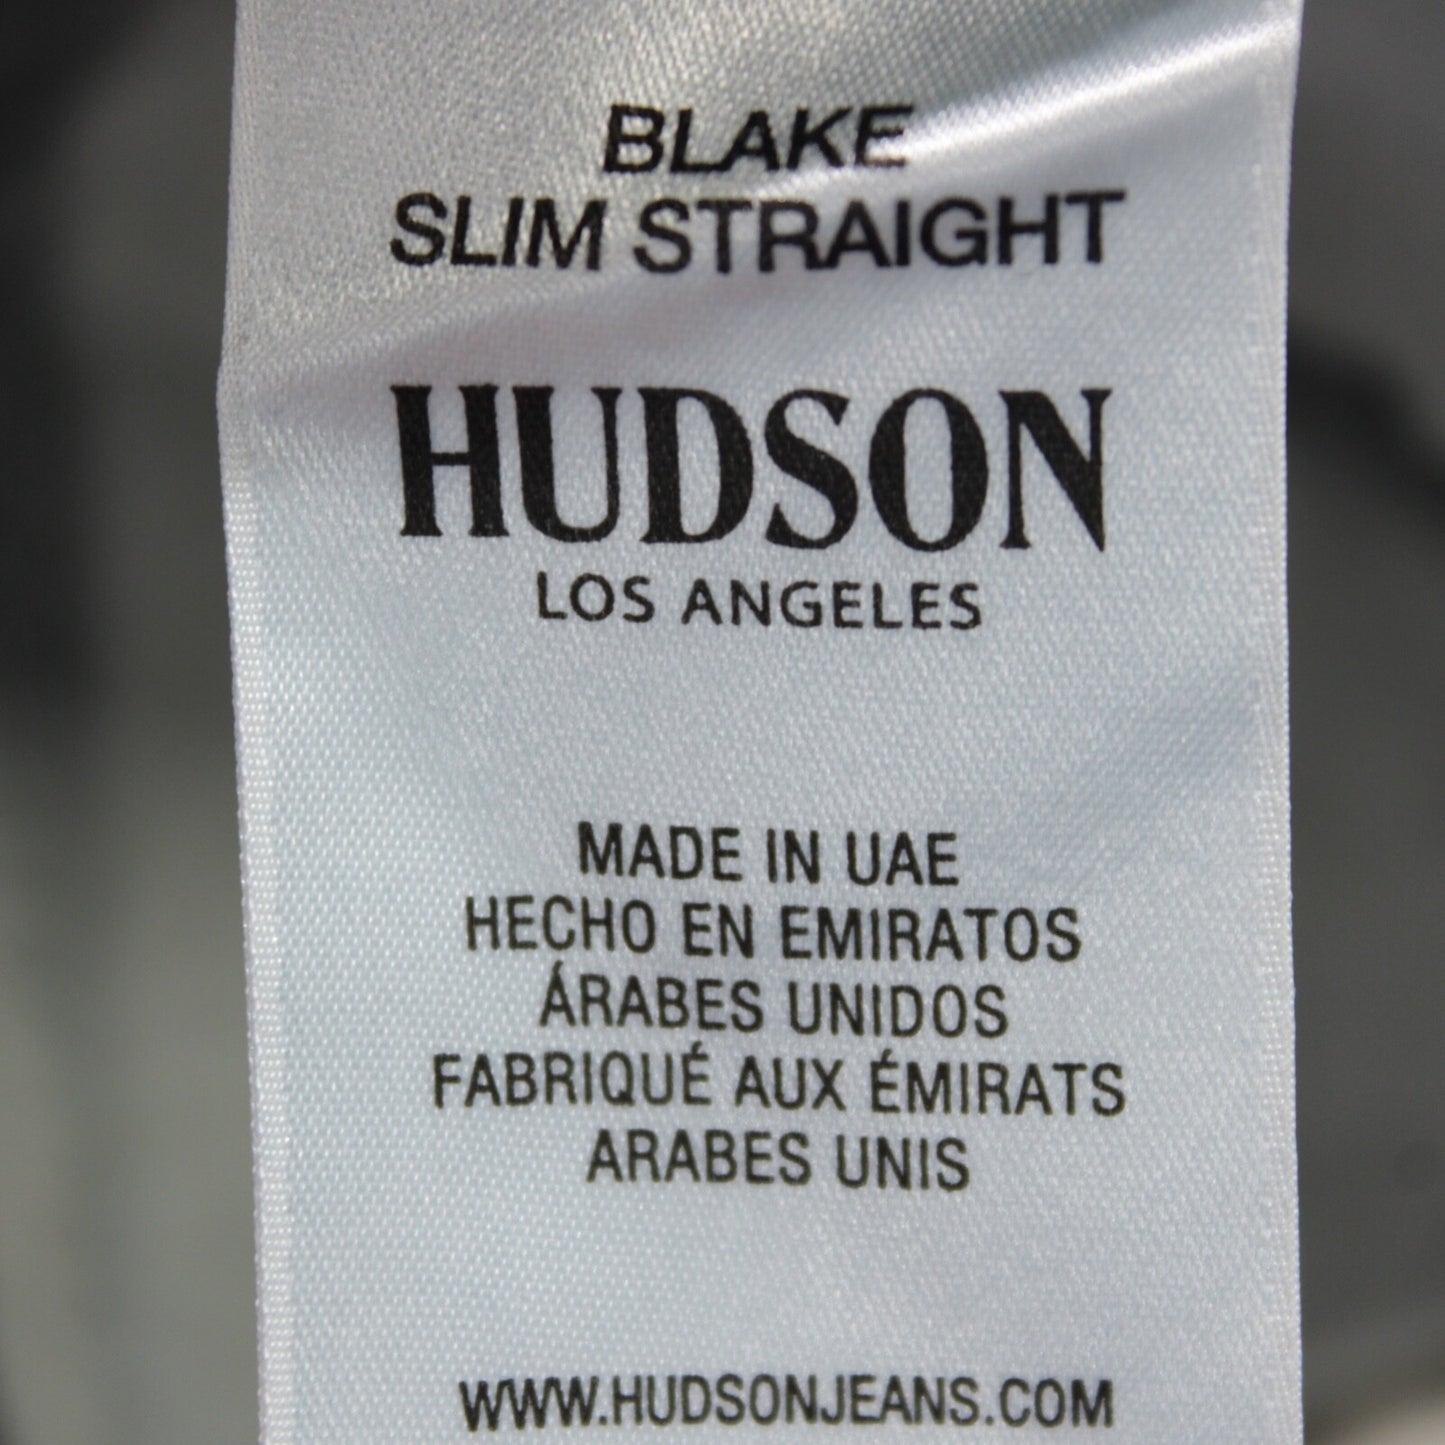 BLAKE
SLIM STRAIGHT
HUDSON
LOS ANGELES
MADE IN UAE
HECHO EN EMIRATOS
ÁRABES UNIDOS
FABRIQUÉ AUX ÉMIRATS
ARABES UNIS
WWW.HUDSONJEANS.COM